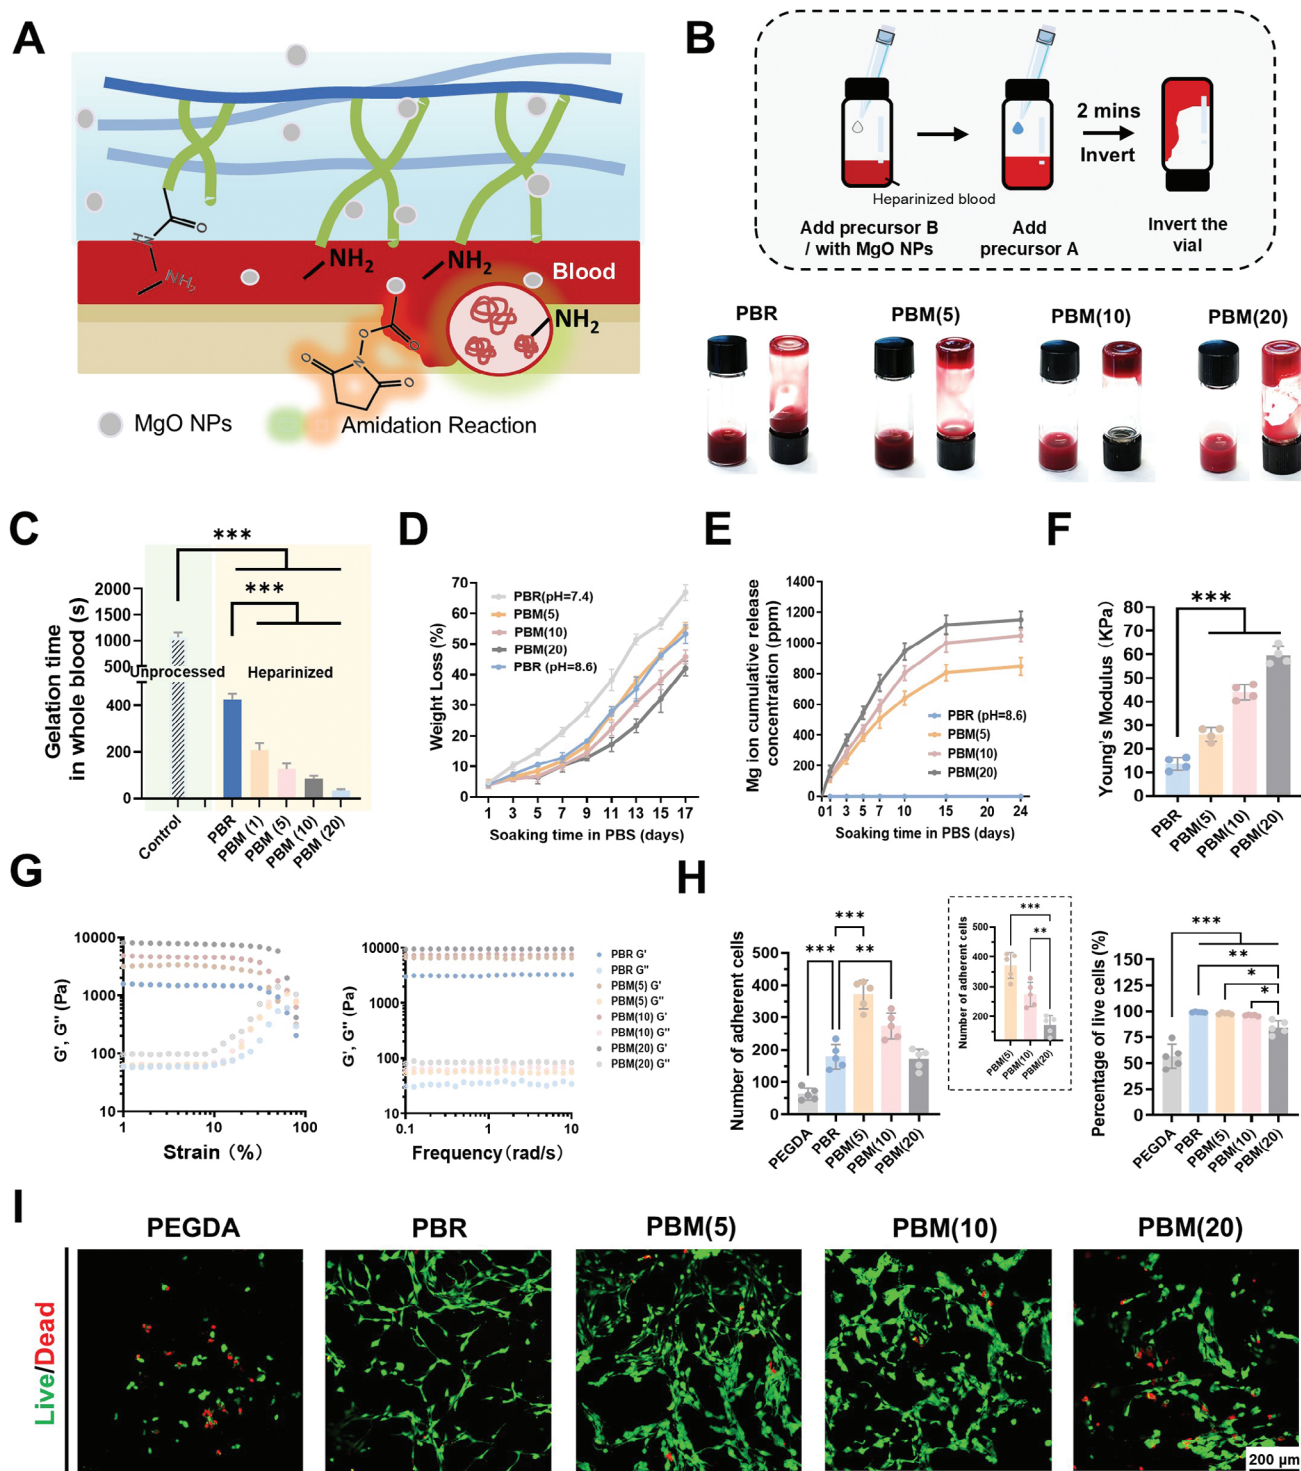 A
NH
O
NH2
NH2
NH2
Blood
NH2
O
O
N
O
O
MgO NPs
Amidation Reaction
B
2 mins
Invert
Heparinized blood
Add precursor B
/ with MgO NPs
Add
precursor A
Invert the
vial
PBR
PBM(5)
PBM(10)
PBM(20)
C
Gelation time
in whole blood (s)
2000
1500
1000
500
400
200
0
***
***
Unprocessed
Heparinized
Control
PBR
PBM (1)
PBM (5)
PBM (10)
PBM (20)
D
Weight Loss (%)
70
60
50
40
30
20
10
0
PBR(pH=7.4)
PBM(5)
PBM(10)
PBM(20)
PBR (pH=8.6)
1 3 5 7 9 11 13 15 17
Soaking time in PBS (days)
E
Mg ion cumulative release
concentration (ppm)
1400
1200
1000
800
600
400
200
0
PBR (pH=8.6)
PBM(5)
PBM(10)
PBM(20)
0 1 3 5 7 10 15 20 24
Soaking time in PBS (days)
F
Young's Modulus (KPa)
80
70
60
50
40
30
20
10
0
***
PBR
PBM(5)
PBM(10)
PBM(20)
G
G', G'' (Pa)
10000
1000
100
10
1 10 100
Strain (%)
G', G'' (Pa)
10000
1000
100
10
0.1 1 10
Frequency(rad/s)
PBR G'
PBR G''
PBM(5) G'
PBM(5) G''
PBM(10) G'
PBM(10) G''
PBM(20) G'
PBM(20) G''
H
Number of adherent cells
500
400
300
200
100
0
***
***
**
PEGDA
PBR
PBM(5)
PBM(10)
PBM(20)
Number of adherent cells
500
400
300
200
***
**
PBM(5)
PBM(10)
PBM(20)
Percentage of live cells (%)
150
125
100
75
50
25
0
***
**
*
*
PEGDA
PBR
PBM(5)
PBM(10)
PBM(20)
I
PEGDA
PBR
PBM(5)
PBM(10)
PBM(20)
Live/Dead
200 µm